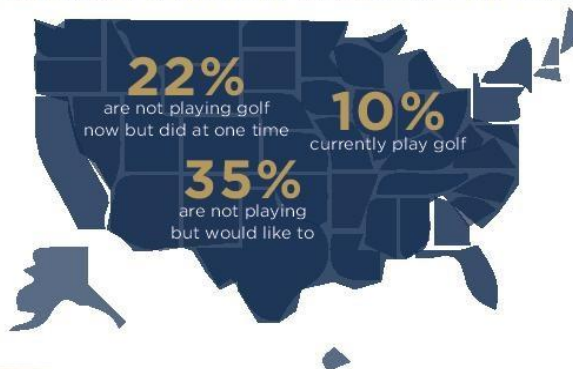 22%
are not playing golf
now but did at one time
10%
currently play golf
35%
are not playing
but would like to